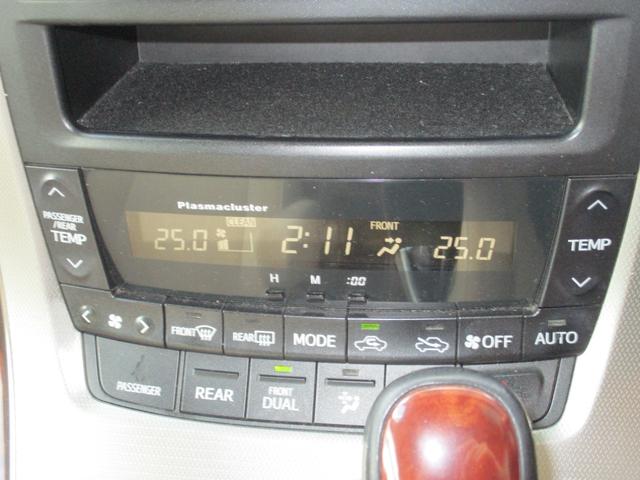 Plasmacluster
PASSENGER
/REAR
TEMP
25.0
CLEAN
2:11
FRONT
25.0
TEMP
H M :00
FRONT
REAR
MODE
OFF
AUTO
PASSENGER
REAR
FRONT
DUAL